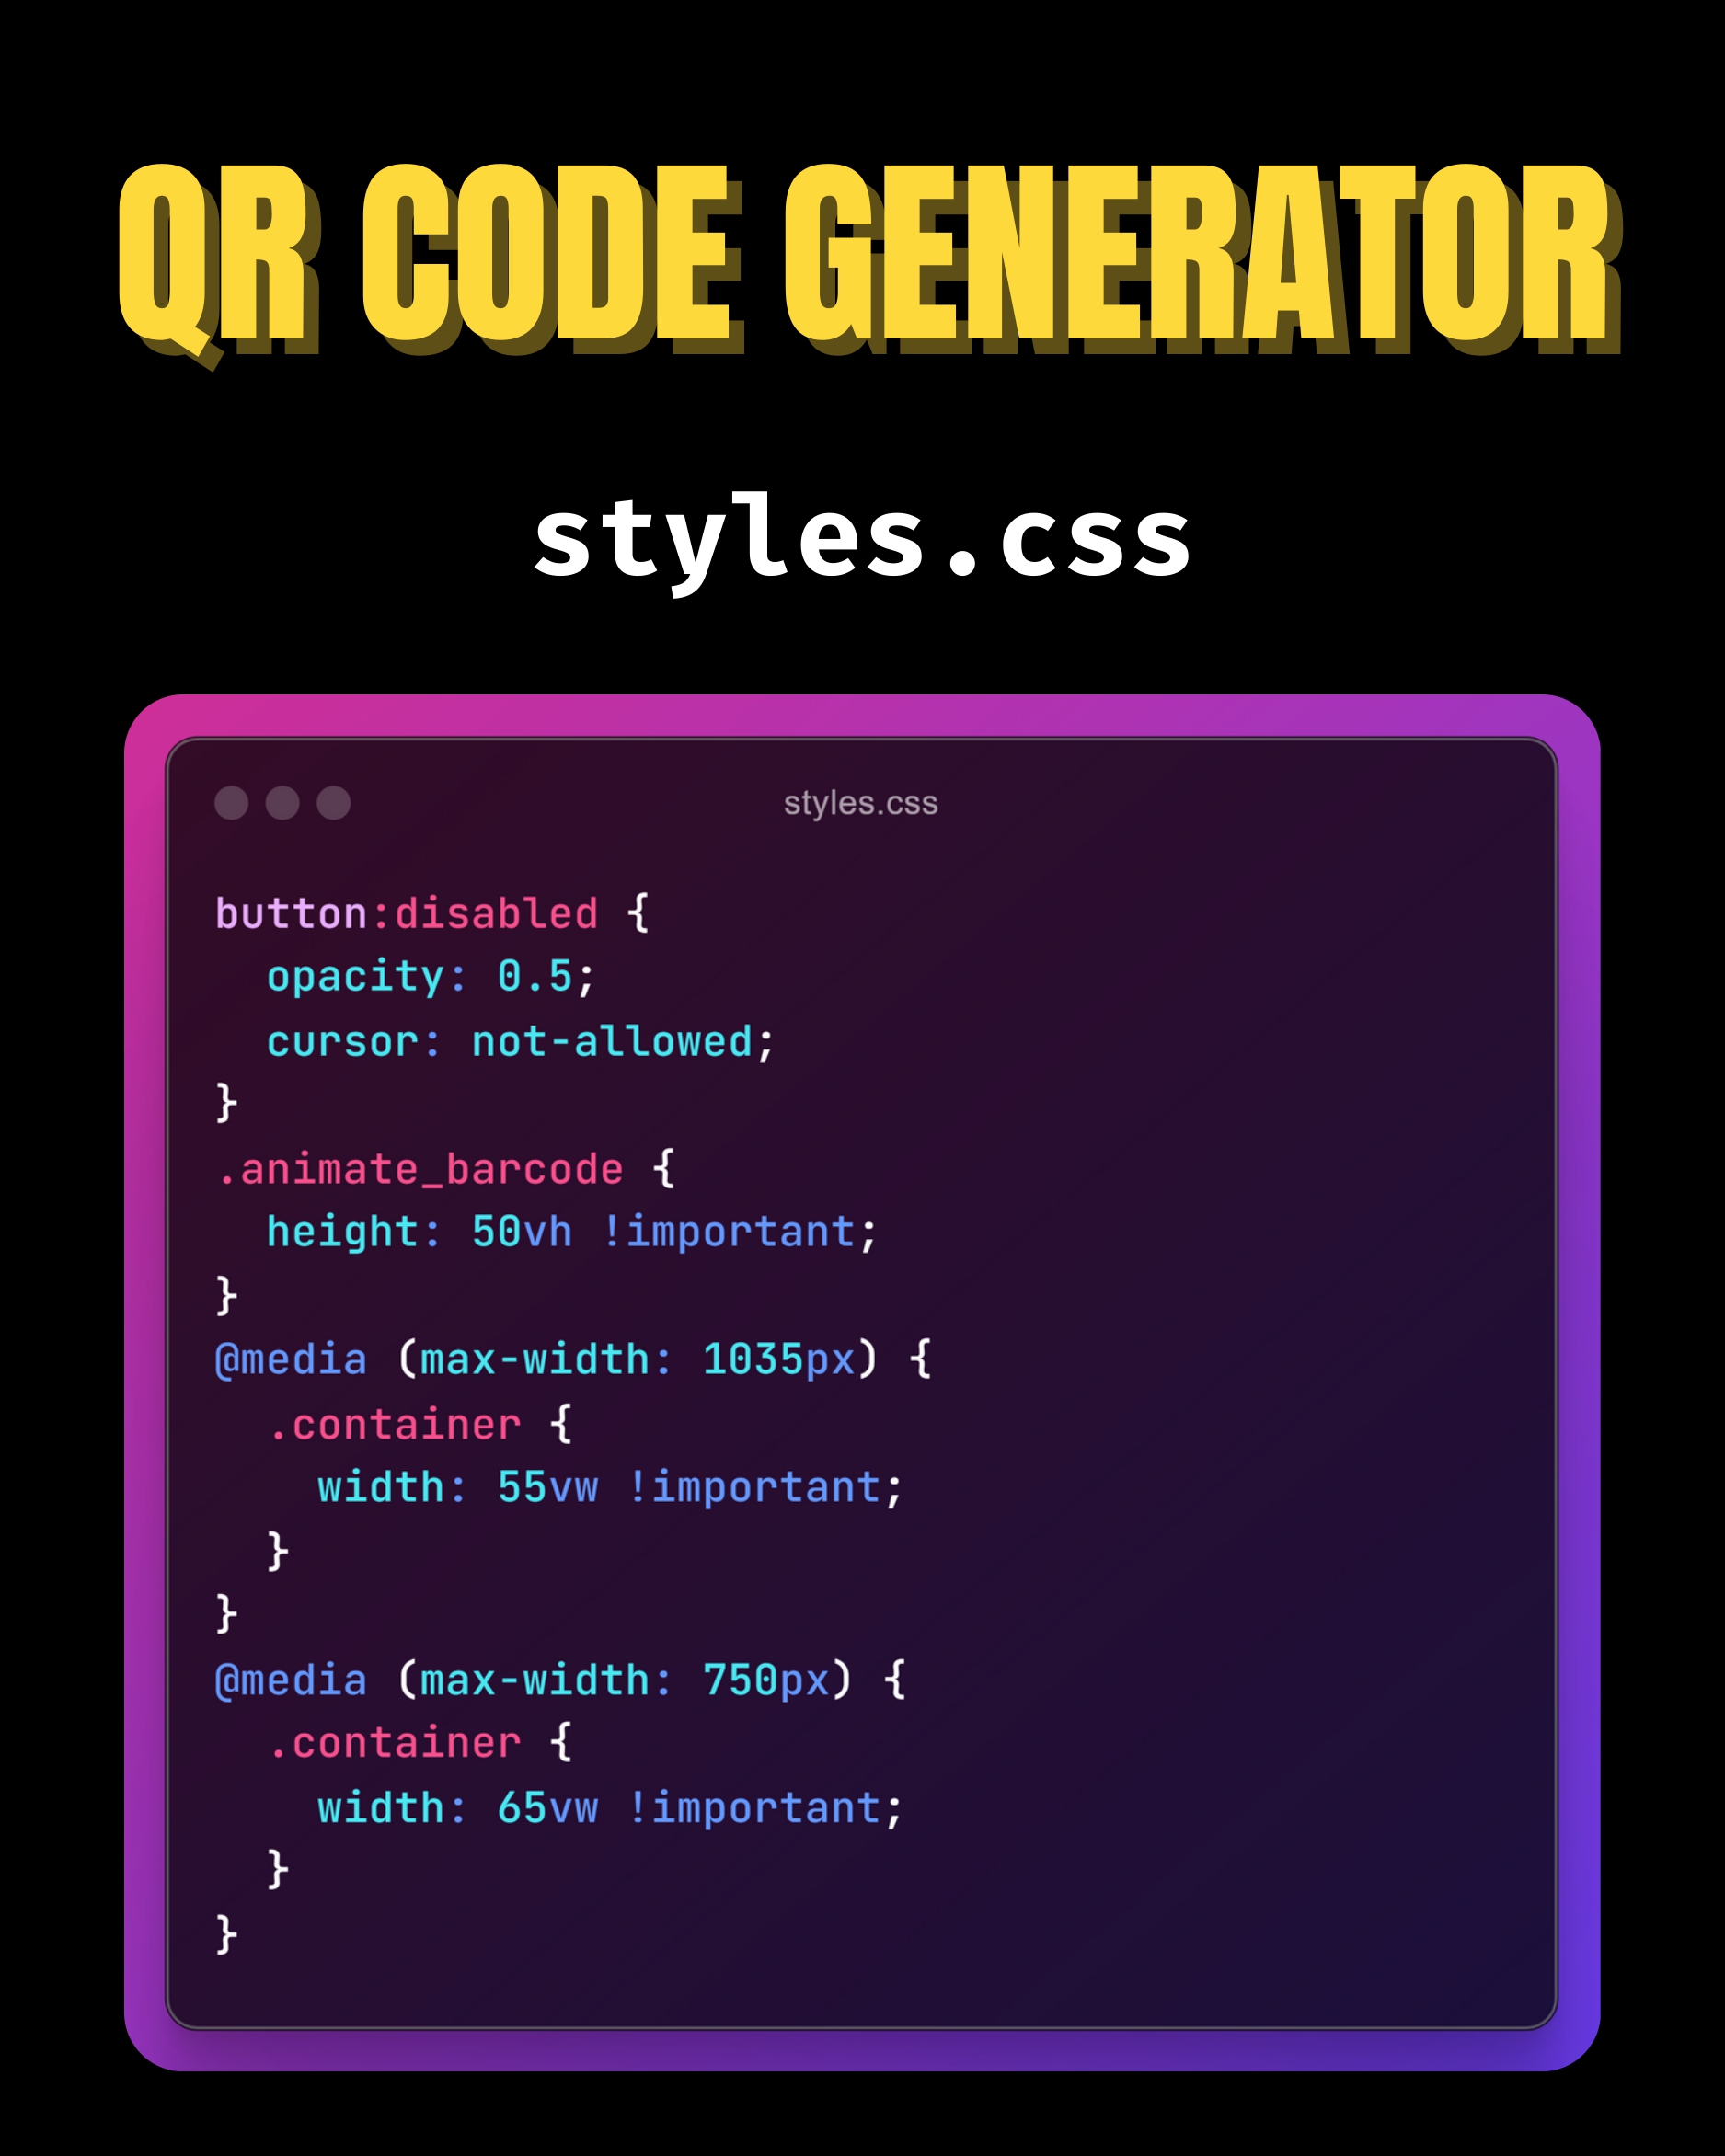 QR CODE GENERATOR
styles.css
styles.css
button:disabled {
  opacity: 0.5;
  cursor: not-allowed;
}
.animate_barcode {
  height: 50vh !important;
}
@media (max-width: 1035px) {
  .container {
    width: 55vw !important;
  }
}
@media (max-width: 750px) {
  .container {
    width: 65vw !important;
  }
}